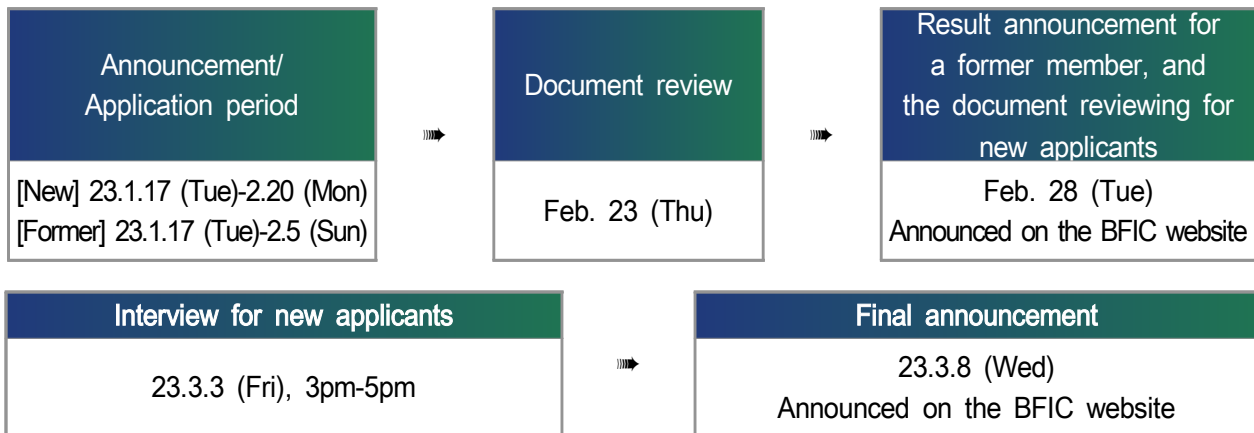 Announcement/
Application period
[New] 23.1.17 (Tue)-2.20 (Mon)
[Former] 23.1.17 (Tue)-2.5 (Sun)
Document review
Feb. 23 (Thu)
Result announcement for
a former member, and
the document reviewing for
new applicants
Feb. 28 (Tue)
Announced on the BFIC website
Interview for new applicants
23.3.3 (Fri), 3pm-5pm
Final announcement
23.3.8 (Wed)
Announced on the BFIC website